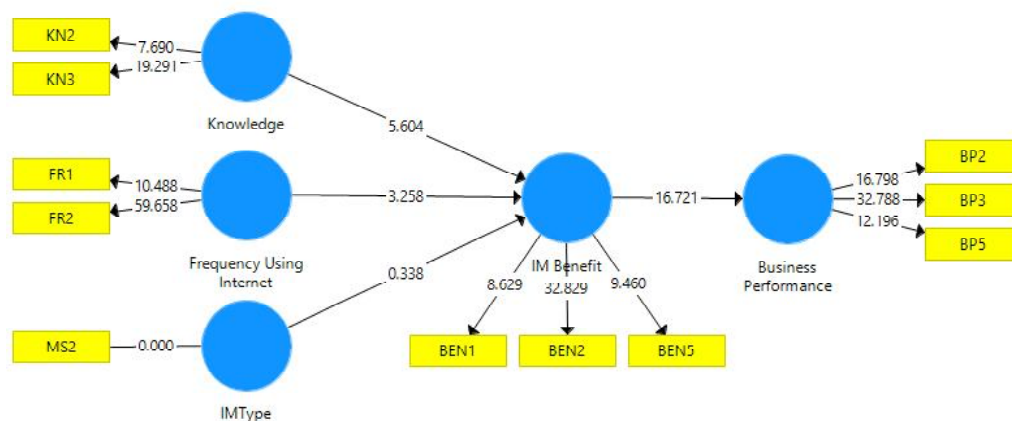 KN2
7.690
KN3
19.291
Knowledge
5.604
FR1
10.488
FR2
59.658
Frequency Using
Internet
3.258
MS2
0.000
IMType
0.338
IM Benefit
16.721
8.629
32.829
9.460
BEN1
BEN2
BEN5
Business
Performance
16.798
32.788
12.196
BP2
BP3
BP5